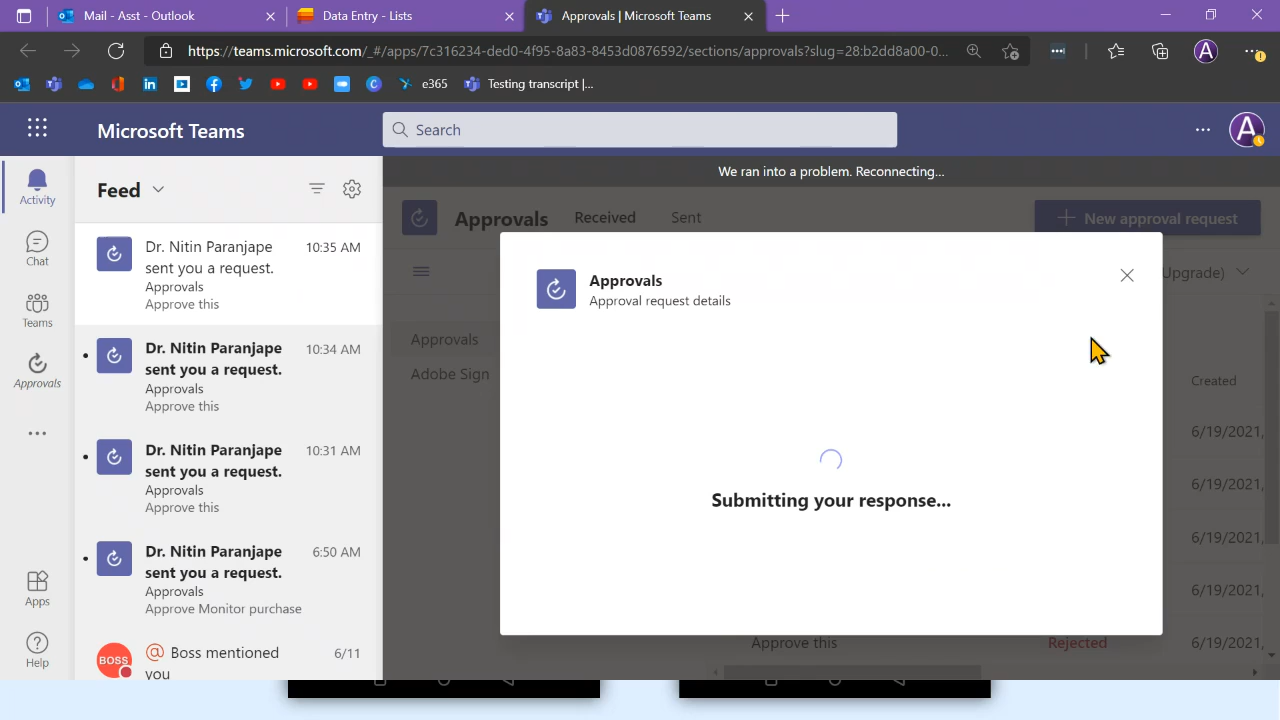 Mail - Asst - Outlook
Data Entry - Lists
Approvals | Microsoft Teams
https://teams.microsoft.com/_#/apps/7c316234-ded0-4f95-8a83-8453d0876592/sections/approvals?slug=28:b2dd8a00-0...
A
e365
Testing transcript |...
Microsoft Teams
Search
A
We ran into a problem. Reconnecting...
Activity
Chat
Teams
Approvals
Apps
Help
Feed
Dr. Nitin Paranjape
10:35 AM
sent you a request.
Approvals
Approve this
Dr. Nitin Paranjape
10:34 AM
sent you a request.
Approvals
Approve this
Dr. Nitin Paranjape
10:31 AM
sent you a request.
Approvals
Approve this
Dr. Nitin Paranjape
6:50 AM
sent you a request.
Approvals
Approve Monitor purchase
BOSS
@ Boss mentioned
6/11
you
Approvals
Received
Sent
New approval request
Upgrade)
Approvals
Adobe Sign
Created
6/19/2021,
6/19/2021,
6/19/2021,
6/19/2021,
Approve this
Rejected
6/19/2021,
Approvals
Approval request details
Submitting your response...